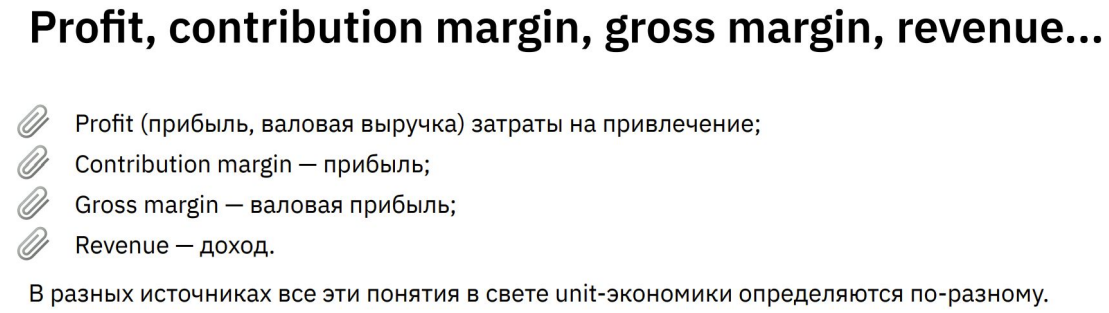 Profit, contribution margin, gross margin, revenue...
Profit (прибыль, валовая выручка) затраты на привлечение;
Contribution margin — прибыль;
Gross margin — валовая прибыль;
Revenue — доход.
В разных источниках все эти понятия в свете unit-экономики определяются по-разному.